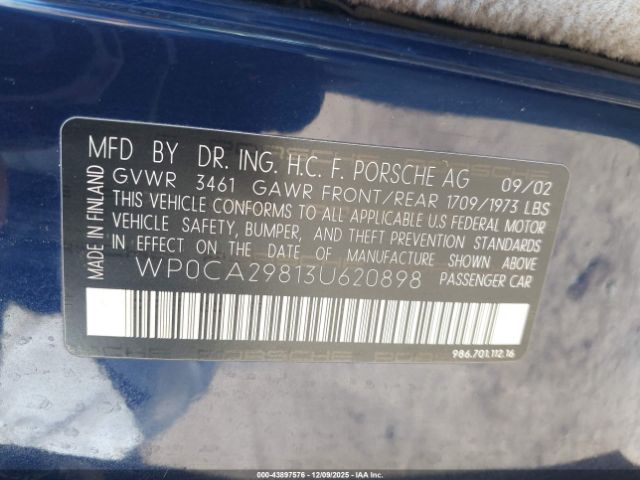 MFD BY DR. ING. H.C. F. PORSCHE AG 09/02
GVWR 3461 GAWR FRONT/REAR 1709/1973 LBS
THIS VEHICLE CONFORMS TO ALL APPLICABLE U.S FEDERAL MOTOR
VEHICLE SAFETY, BUMPER, AND THEFT PREVENTION STANDARDS
IN EFFECT ON THE DATE OF MANUFACTURE SHOWN ABOVE
WP0CA29813U620898 PASSENGER CAR
MADE IN FINLAND
986.701.112.16
000-43897576 - 12/09/2025 - IAAI.COM